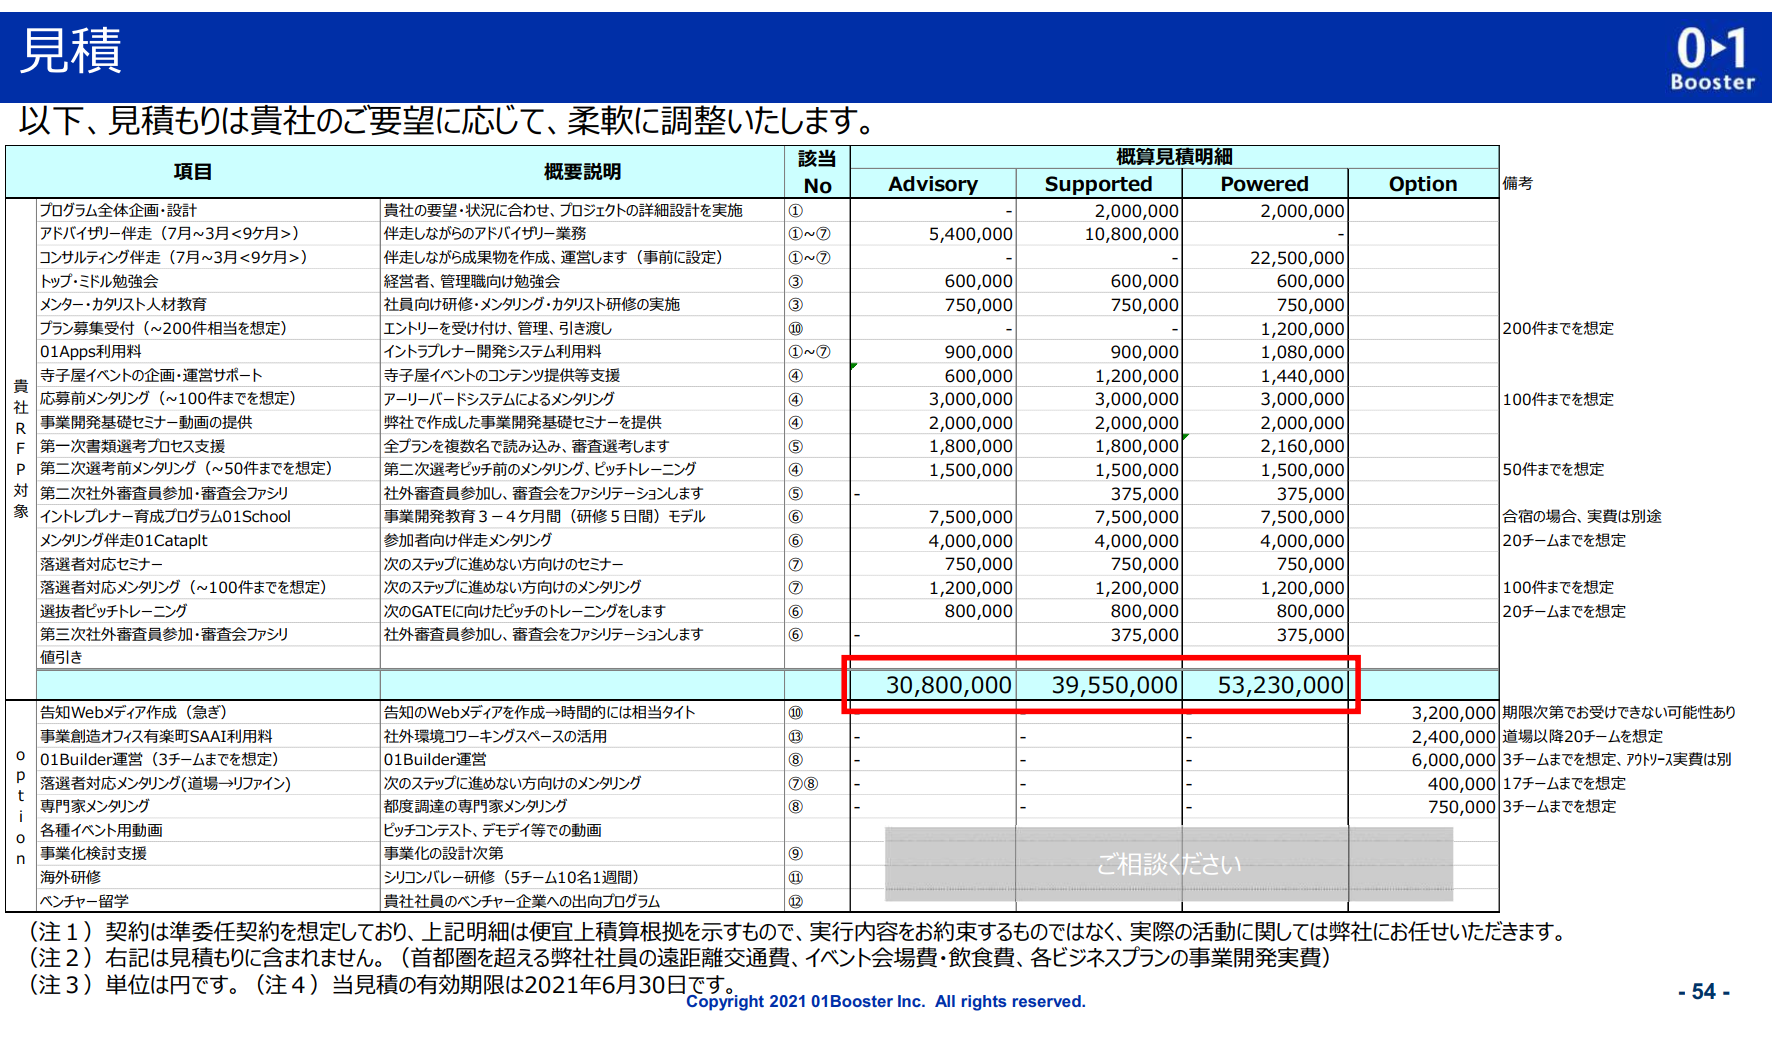 見積
0▸1
Booster
以下、見積もりは貴社のご要望に応じて、柔軟に調整いたします。
項目 概要説明 該当No 概算見積明細
Advisory Supported Powered Option 備考
貴社RFP対象
プログラム全体企画・設計 貴社の要望・状況に合わせ、プロジェクトの詳細設計を実施 ① - 2,000,000 2,000,000
アドバイザリー伴走（7月~3月<9ケ月>） 伴走しながらのアドバイザリー業務 ①~⑦ 5,400,000 10,800,000 -
コンサルティング伴走（7月~3月<9ケ月>） 伴走しながら成果物を作成、運営します（事前に設定） ①~⑦ - - 22,500,000
トップ・ミドル勉強会 経営者、管理職向け勉強会 ③ 600,000 600,000 600,000
メンター・カタリスト人材教育 社員向け研修・メンタリング・カタリスト研修の実施 ③ 750,000 750,000 750,000
プラン募集受付（~200件相当を想定） エントリーを受け付け、管理、引き渡し ⑩ - - 1,200,000 200件までを想定
01Apps利用料 イントラプレナー開発システム利用料 ①~⑦ 900,000 900,000 1,080,000
寺子屋イベントの企画・運営サポート 寺子屋イベントのコンテンツ提供等支援 ④ 600,000 1,200,000 1,440,000
応募前メンタリング（~100件までを想定） アーリーバードシステムによるメンタリング ④ 3,000,000 3,000,000 3,000,000 100件までを想定
事業開発基礎セミナー動画の提供 弊社で作成した事業開発基礎セミナーを提供 ④ 2,000,000 2,000,000 2,000,000
第一次書類選考プロセス支援 全プランを複数名で読み込み、審査選考します ⑤ 1,800,000 1,800,000 2,160,000
第二次選考前メンタリング（~50件までを想定） 第二次選考ピッチ前のメンタリング、ピッチトレーニング ④ 1,500,000 1,500,000 1,500,000 50件までを想定
第二次社外審査員参加・審査会ファシリ 社外審査員参加し、審査会をファシリテーションします ⑤ - 375,000 375,000
イントレプレナー育成プログラム01School 事業開発教育３－４ケ月間（研修５日間）モデル ⑥ 7,500,000 7,500,000 7,500,000 合宿の場合、実費は別途
メンタリング伴走01Cataplt 参加者向け伴走メンタリング ⑥ 4,000,000 4,000,000 4,000,000 20チームまでを想定
落選者対応セミナー 次のステップに進めない方向けのセミナー ⑦ 750,000 750,000 750,000
落選者対応メンタリング（~100件までを想定） 次のステップに進めない方向けのメンタリング ⑦ 1,200,000 1,200,000 1,200,000 100件までを想定
選抜者ピッチトレーニング 次のGATEに向けたピッチのトレーニングをします ⑥ 800,000 800,000 800,000 20チームまでを想定
第三次社外審査員参加・審査会ファシリ 社外審査員参加し、審査会をファシリテーションします ⑥ - 375,000 375,000
値引き
30,800,000 39,550,000 53,230,000
option
告知Webメディア作成（急ぎ） 告知のWebメディアを作成→時間的には相当タイト ⑩ - - - 3,200,000 期限次第でお受けできない可能性あり
事業創造オフィス有楽町SAAI利用料 社外環境コワーキングスペースの活用 ⑬ - - - 2,400,000 道場以降20チームを想定
01Builder運営（3チームまでを想定） 01Builder運営 ⑧ - - - 6,000,000 3チームまでを想定、ｱｳﾄｿｰｽ実費は別
落選者対応メンタリング(道場→リファイン) 次のステップに進めない方向けのメンタリング ⑦⑧ - - - 400,000 17チームまでを想定
専門家メンタリング 都度調達の専門家メンタリング ⑧ - - - 750,000 3チームまでを想定
各種イベント用動画 ピッチコンテスト、デモデイ等での動画
事業化検討支援 事業化の設計次第 ⑨ ご相談ください
海外研修 シリコンバレー研修（5チーム10名1週間） ⑪
ベンチャー留学 貴社社員のベンチャー企業への出向プログラム ⑫
（注１）契約は準委任契約を想定しており、上記明細は便宜上積算根拠を示すもので、実行内容をお約束するものではなく、実際の活動に関しては弊社にお任せいただきます。
（注２）右記は見積もりに含まれません。（首都圏を超える弊社社員の遠距離交通費、イベント会場費・飲食費、各ビジネスプランの事業開発実費）
（注３）単位は円です。（注４）当見積の有効期限は2021年6月30日です。
Copyright 2021 01Booster Inc. All rights reserved.
- 54 -